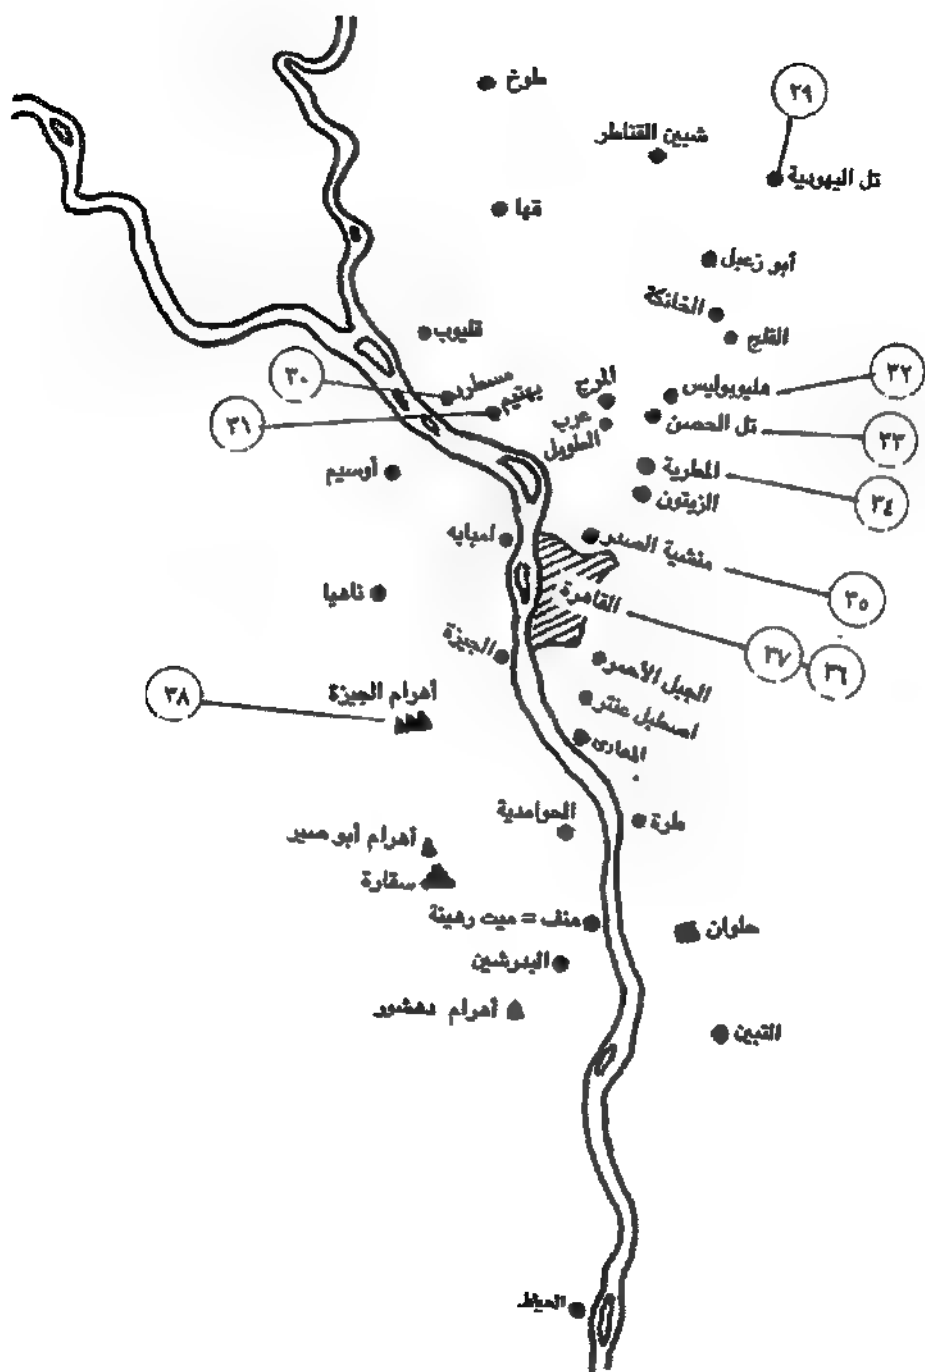 طوخ
٢٩
شبين القناطر
تل اليهودية
قها
أبو زعبل
الخانكة
القلج
قليوب
٣٠
مسطرد
٣١
بهتيم
المرج
عرب
الطويل
هليوبوليس
٣٢
تل الحصن
٣٣
المطرية
٣٤
الزيتون
أوسيم
امبابه
منشية الصدر
٣٥
ناهيا
القاهرة
٣٧
٣٦
الجيزة
الجبل الأحمر
٣٨
أهرام الجيزة
اسطبل عنتر
المعادى
الحوامدية
طرة
أهرام أبو صير
سقارة
منف = ميت رهينة
حلوان
البدرشين
أهرام دهشور
التبين
العياط